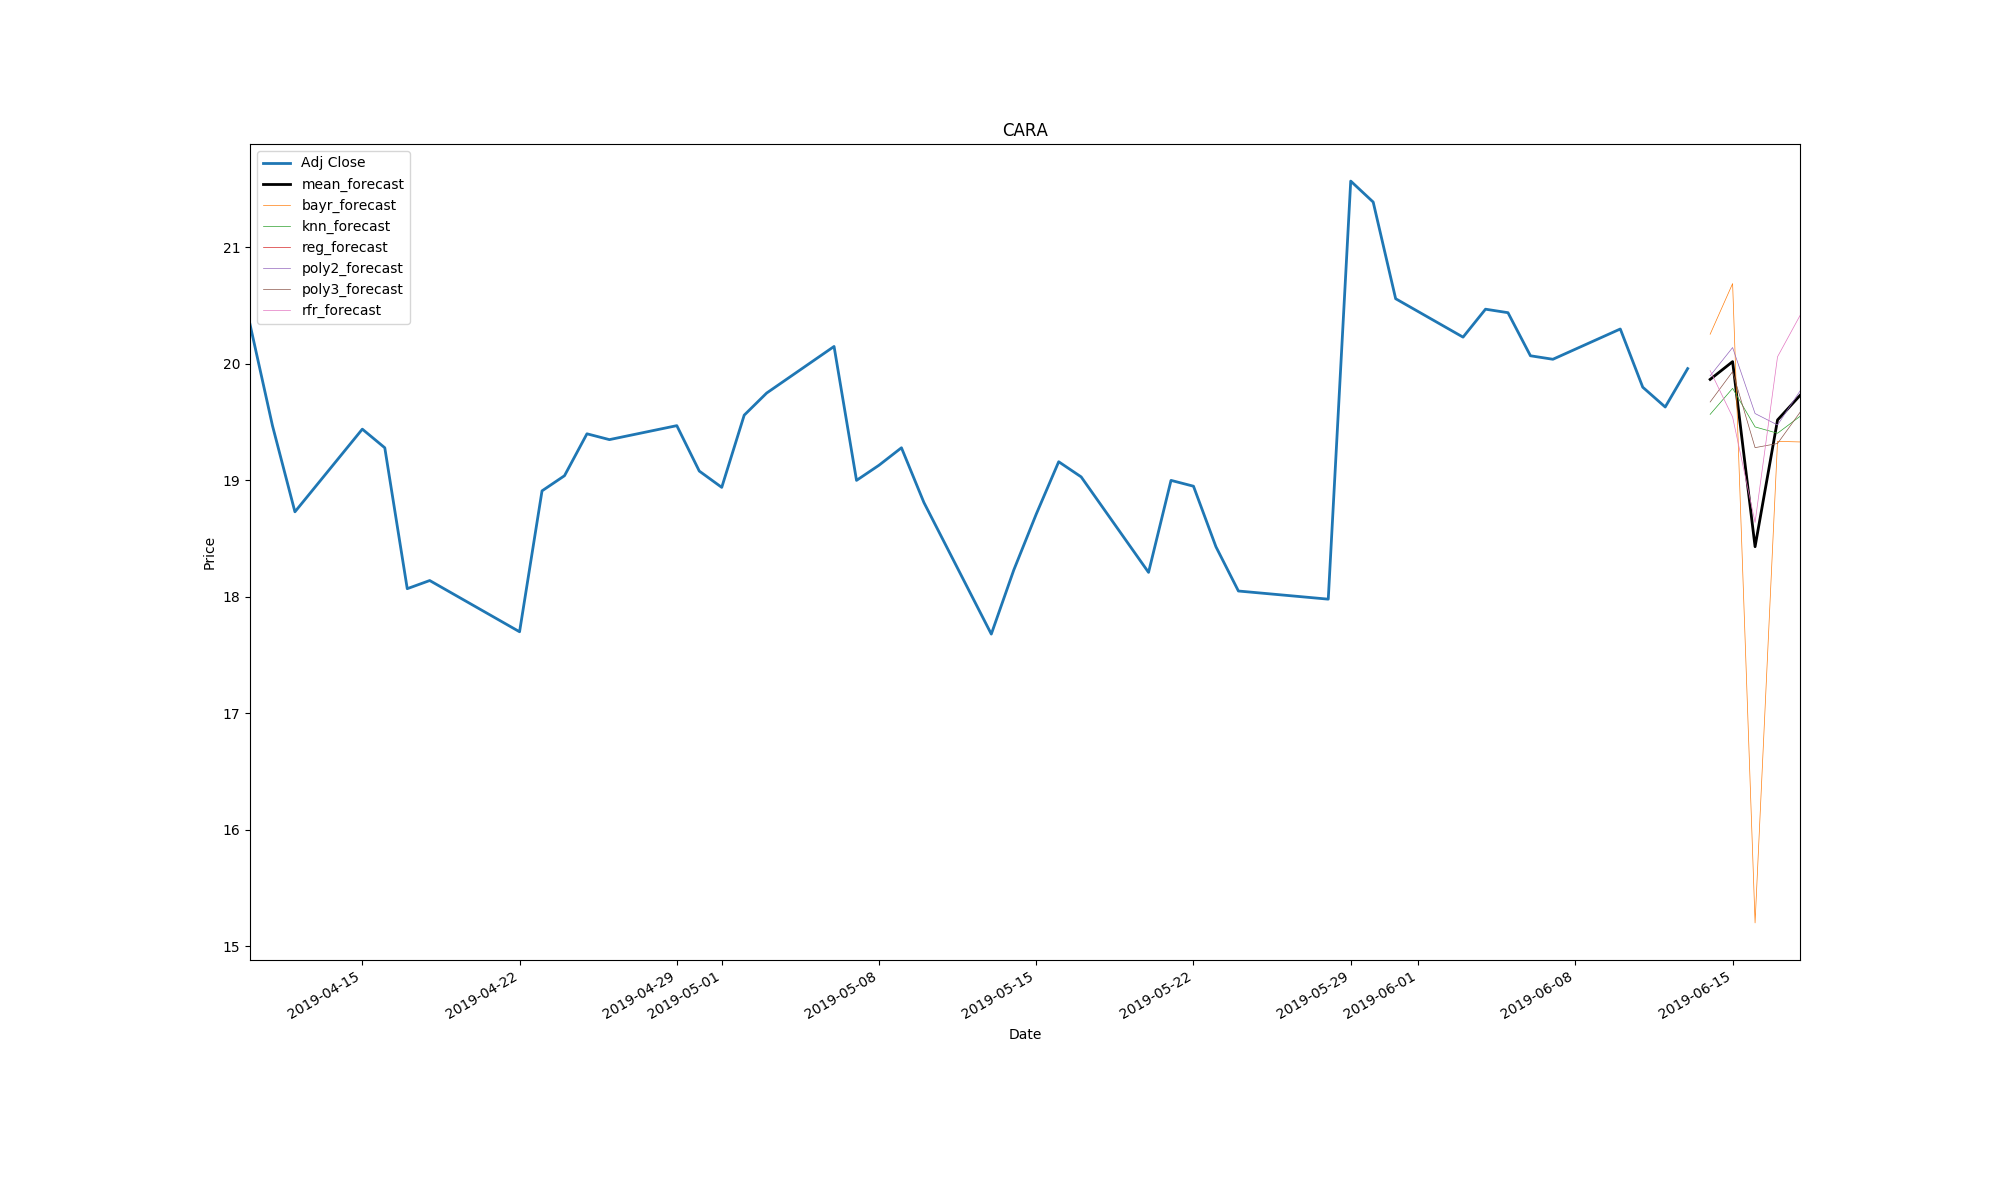 CARA
Adj Close
mean_forecast
bayr_forecast
knn_forecast
reg_forecast
poly2_forecast
poly3_forecast
rfr_forecast
21
20
19
18
17
16
15
Price
2019-04-15
2019-04-22
2019-04-29
2019-05-01
2019-05-08
2019-05-15
2019-05-22
2019-05-29
2019-06-01
2019-06-08
2019-06-15
Date